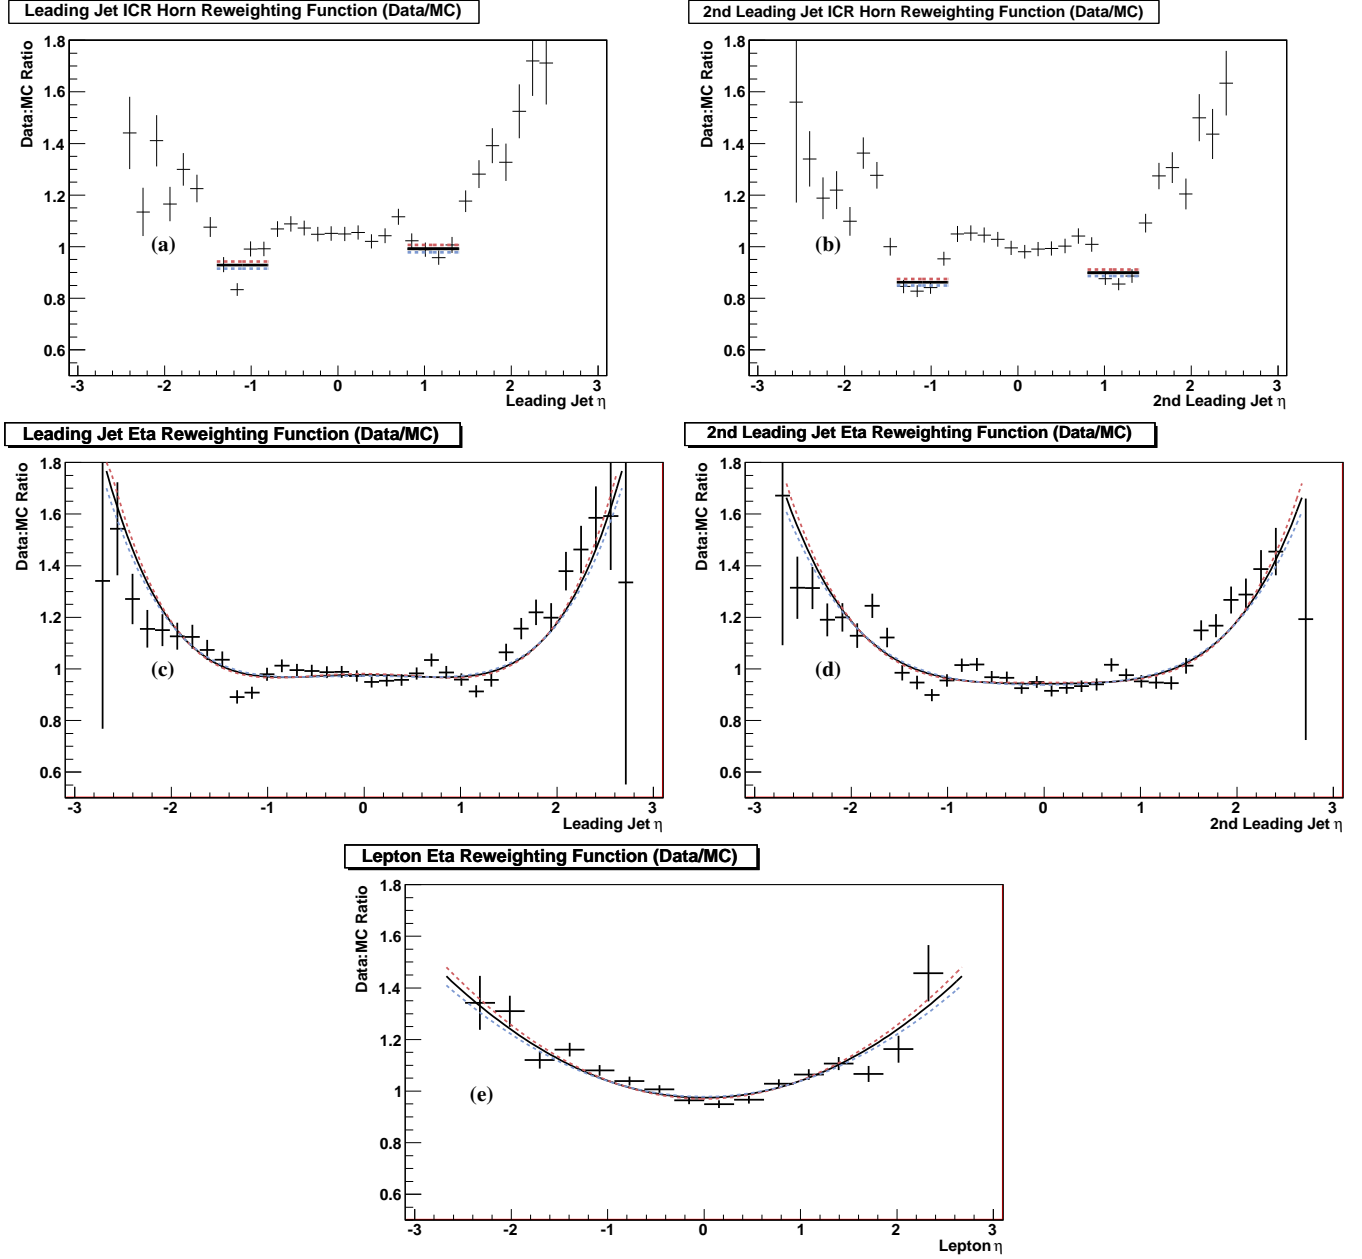 Leading Jet ICR Horn Reweighting Function (Data/MC)
Data:MC Ratio
1.8
1.6
1.4
1.2
1
0.8
0.6
(a)
-3 -2 -1 0 1 2 3
Leading Jet η
2nd Leading Jet ICR Horn Reweighting Function (Data/MC)
Data:MC Ratio
1.8
1.6
1.4
1.2
1
0.8
0.6
(b)
-3 -2 -1 0 1 2 3
2nd Leading Jet η
Leading Jet Eta Reweighting Function (Data/MC)
Data:MC Ratio
1.8
1.6
1.4
1.2
1
0.8
0.6
(c)
-3 -2 -1 0 1 2 3
Leading Jet η
2nd Leading Jet Eta Reweighting Function (Data/MC)
Data:MC Ratio
1.8
1.6
1.4
1.2
1
0.8
0.6
(d)
-3 -2 -1 0 1 2 3
2nd Leading Jet η
Lepton Eta Reweighting Function (Data/MC)
Data:MC Ratio
1.8
1.6
1.4
1.2
1
0.8
0.6
(e)
-3 -2 -1 0 1 2 3
Lepton η